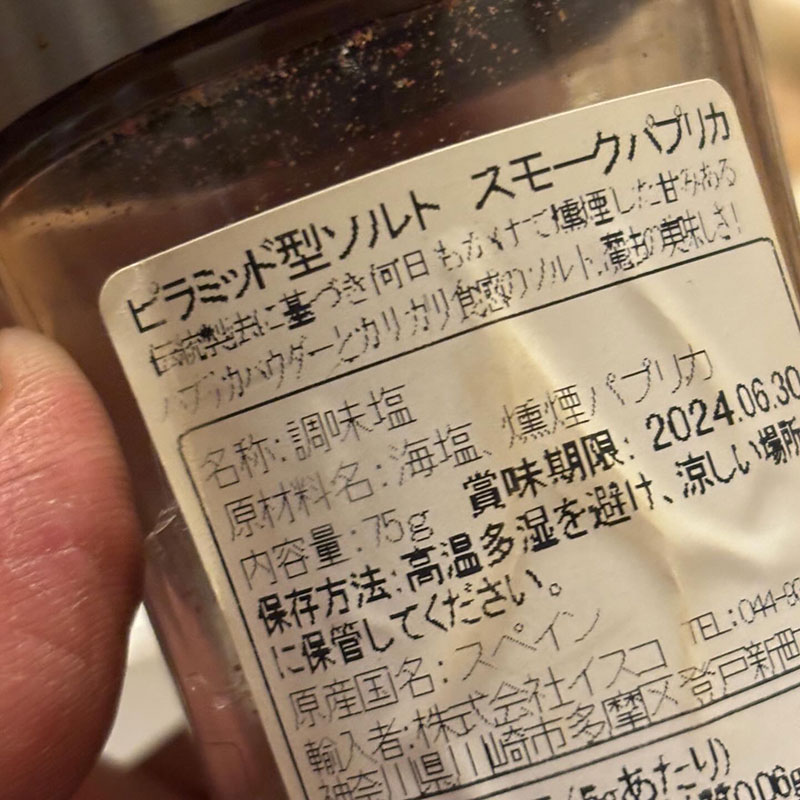 ピラミッド型ソルト スモークパプリカ
伝統製法に基づき何日もかけて燻煙した甘みある
パプリカパウダーとカリカリ食感のソルト、魔法の美味しさ!
名称:調味塩
原材料名:海塩、燻煙パプリカ
内容量:75g 賞味期限:2024.06.30
保存方法:高温多湿を避け、涼しい場所
に保管してください。
原産国名:スペイン
輸入者:株式会社イスコ TEL:044-8
神奈川県川崎市多摩区登戸新町
(5gあたり)
0.06g